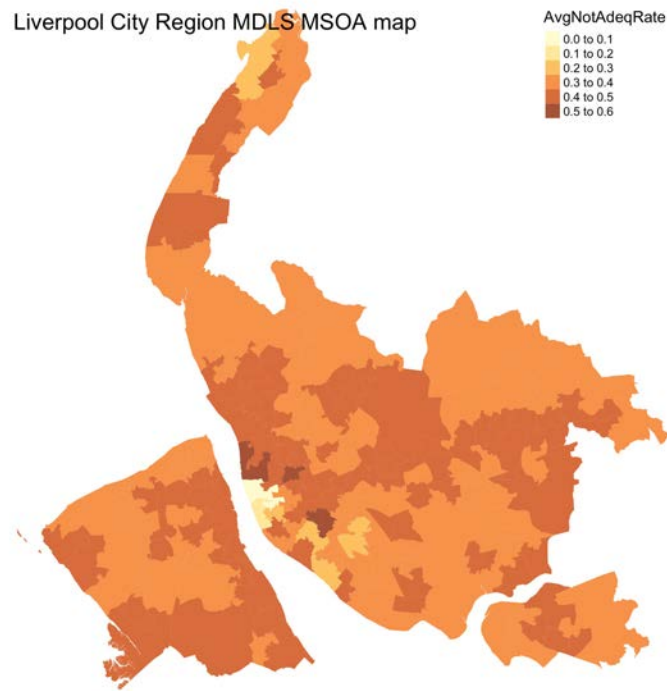 Liverpool City Region MDLS MSOA map
AvgNotAdeqRate
0.0 to 0.1
0.1 to 0.2
0.2 to 0.3
0.3 to 0.4
0.4 to 0.5
0.5 to 0.6